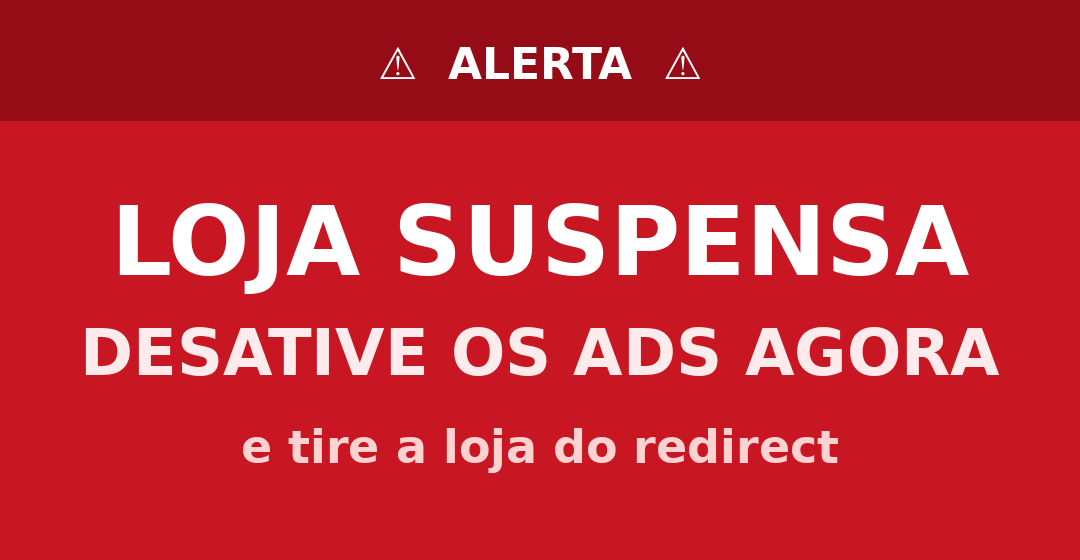 ⚠ ALERTA ⚠
LOJA SUSPENSA
DESATIVE OS ADS AGORA
e tire a loja do redirect